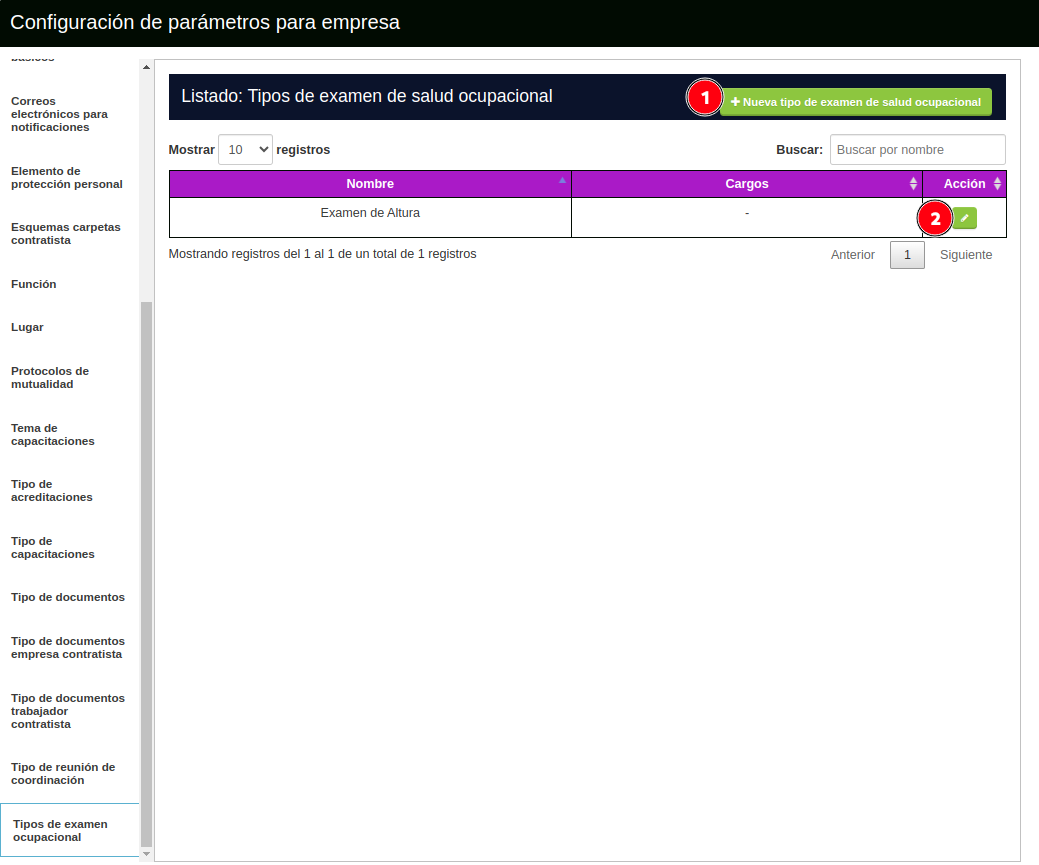 Configuración de parámetros para empresa
básicos
Correos
electrónicos para
notificaciones
Elemento de
protección personal
Esquemas carpetas
contratista
Función
Lugar
Protocolos de
mutualidad
Tema de
capacitaciones
Tipo de
acreditaciones
Tipo de
capacitaciones
Tipo de documentos
Tipo de documentos
empresa contratista
Tipo de documentos
trabajador
contratista
Tipo de reunión de
coordinación
Tipos de examen
ocupacional
Listado: Tipos de examen de salud ocupacional
1
+ Nueva tipo de examen de salud ocupacional
Mostrar 10 registros
Buscar: Buscar por nombre
Nombre Cargos Acción
Examen de Altura - 2
Mostrando registros del 1 al 1 de un total de 1 registros
Anterior 1 Siguiente